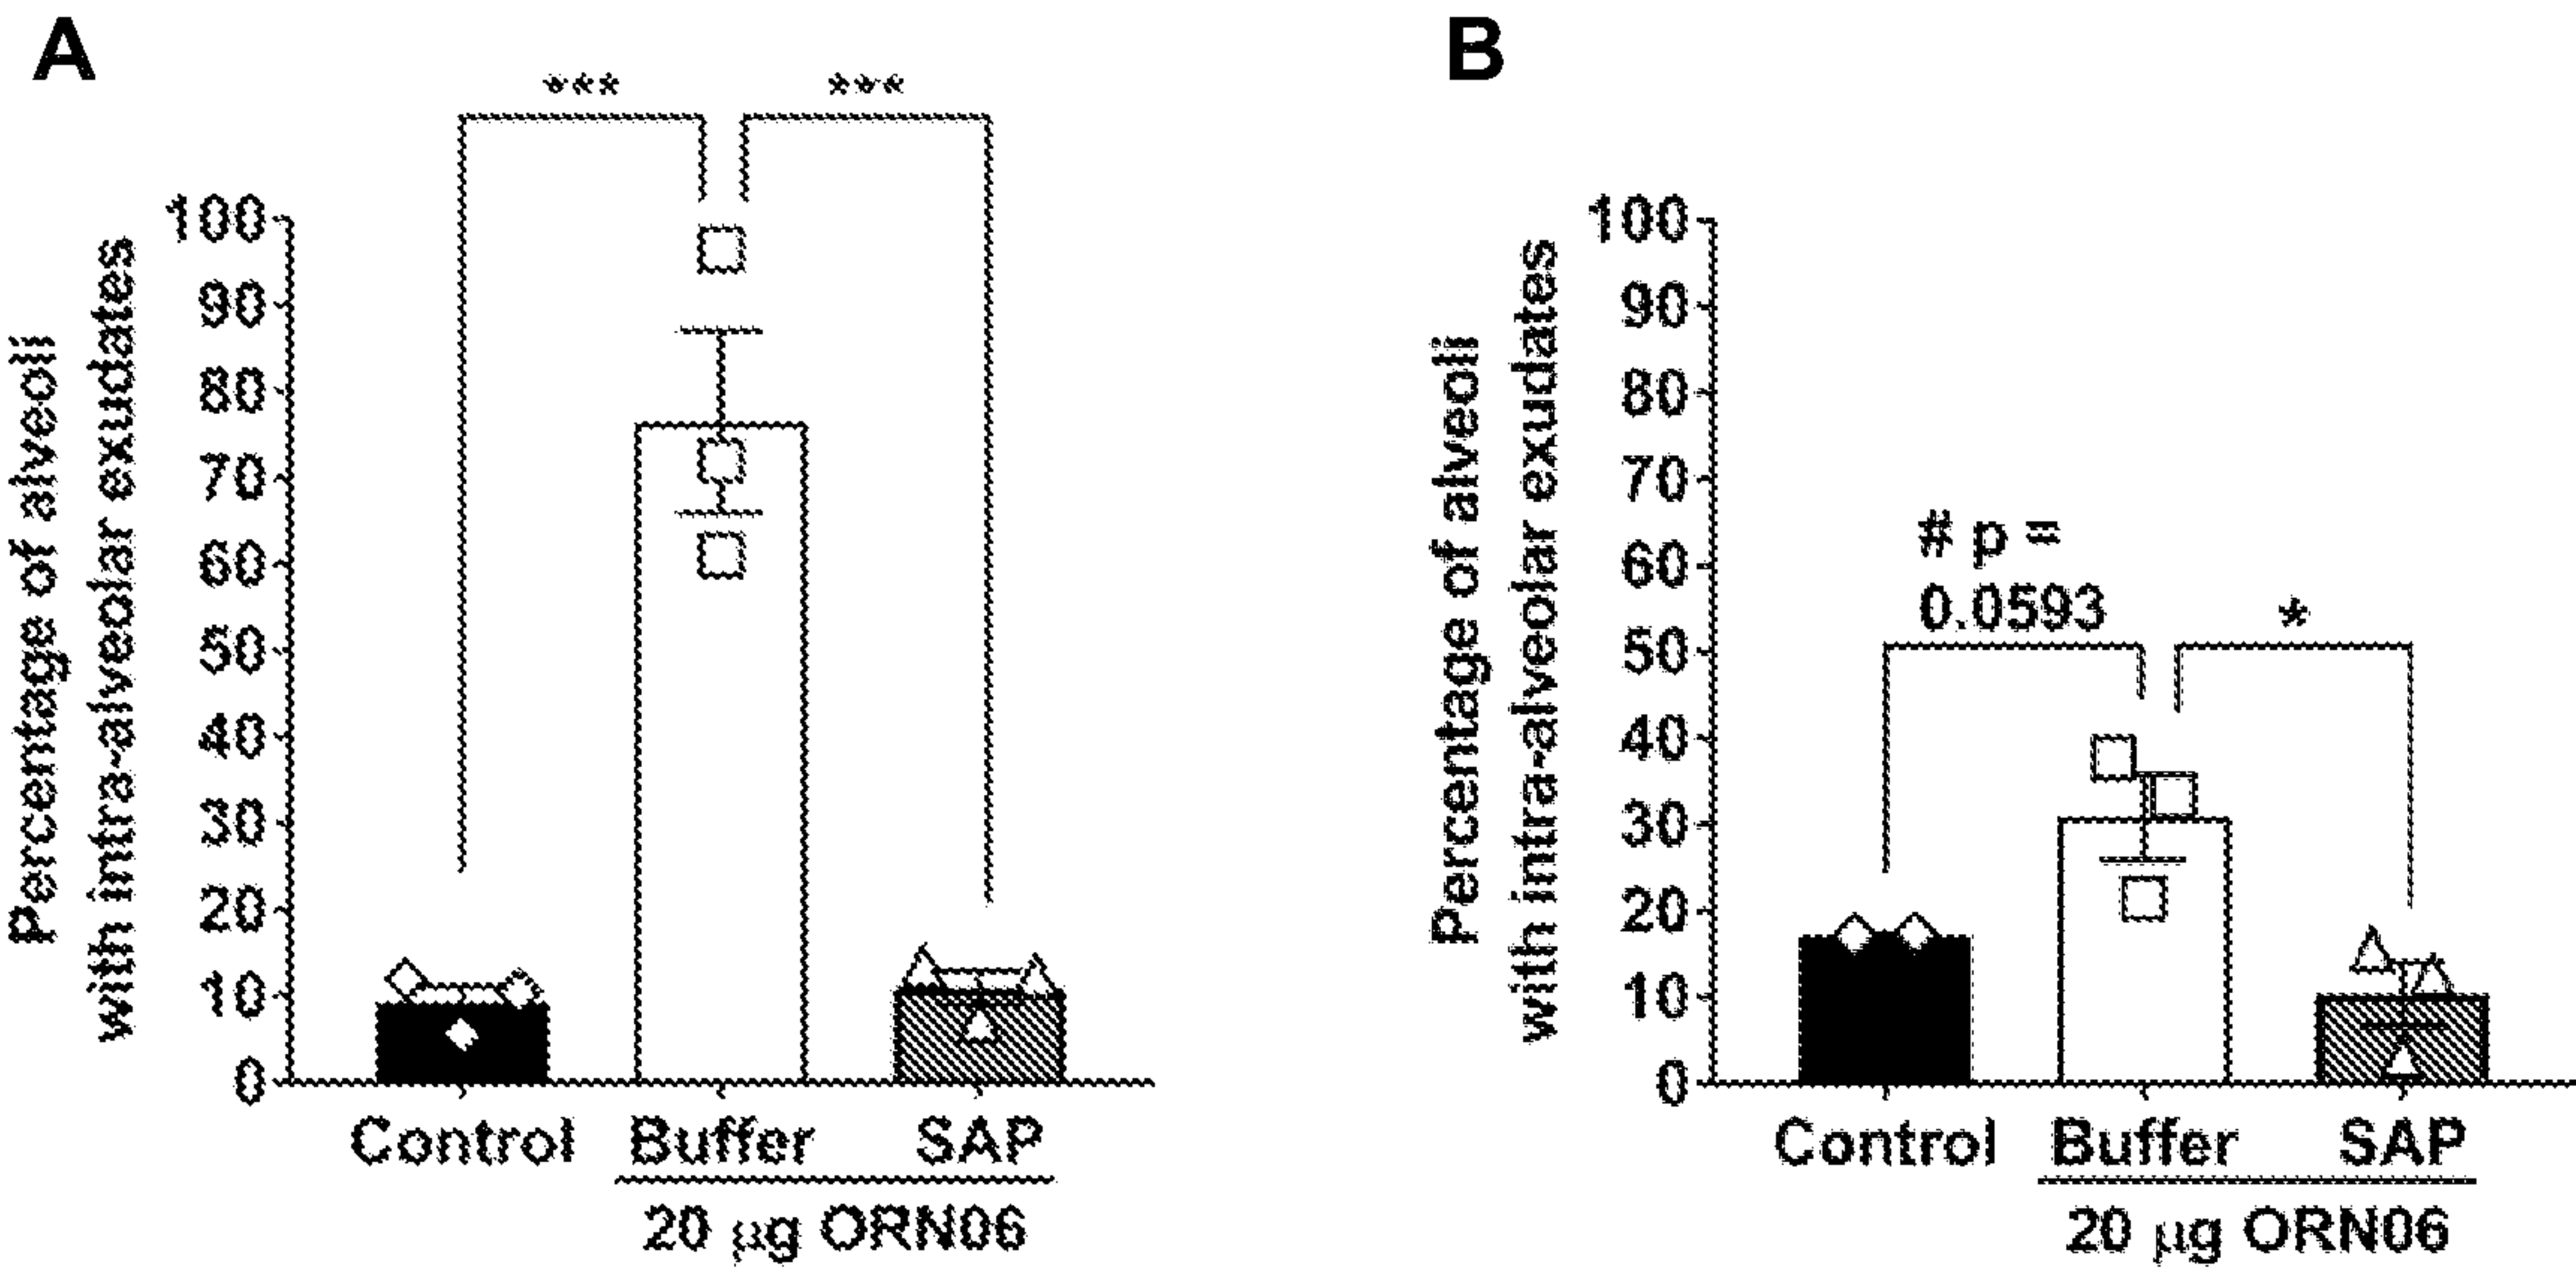 A
*** ***
Percentage of alveoli
with intra-alveolar exudates
100
90
80
70
60
50
40
30
20
10
0
Control Buffer SAP
20 µg ORN06
B
Percentage of alveoli
with intra-alveolar exudates
100
90
80
70
60
50
40
30
20
10
0
# p =
0.0593
*
Control Buffer SAP
20 µg ORN06